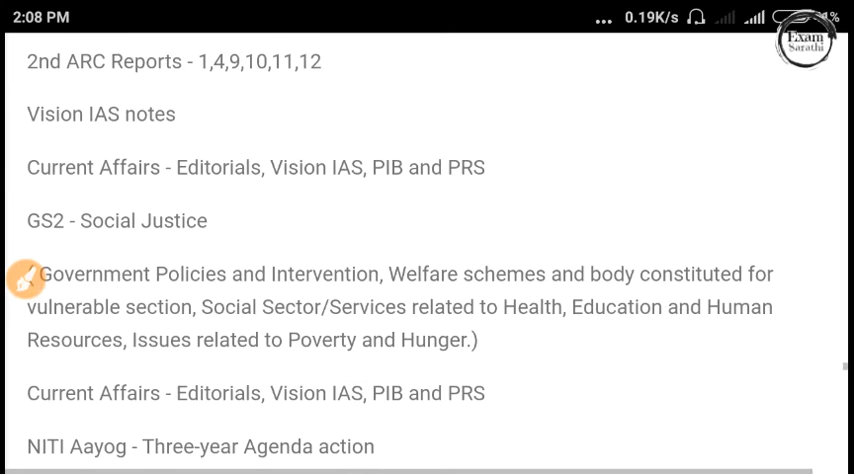 2:08 PM
... 0.19K/s
Exam
Sarathi
2nd ARC Reports - 1,4,9,10,11,12
Vision IAS notes
Current Affairs - Editorials, Vision IAS, PIB and PRS
GS2 - Social Justice
( Government Policies and Intervention, Welfare schemes and body constituted for
vulnerable section, Social Sector/Services related to Health, Education and Human
Resources, Issues related to Poverty and Hunger.)
Current Affairs - Editorials, Vision IAS, PIB and PRS
NITI Aayog - Three-year Agenda action